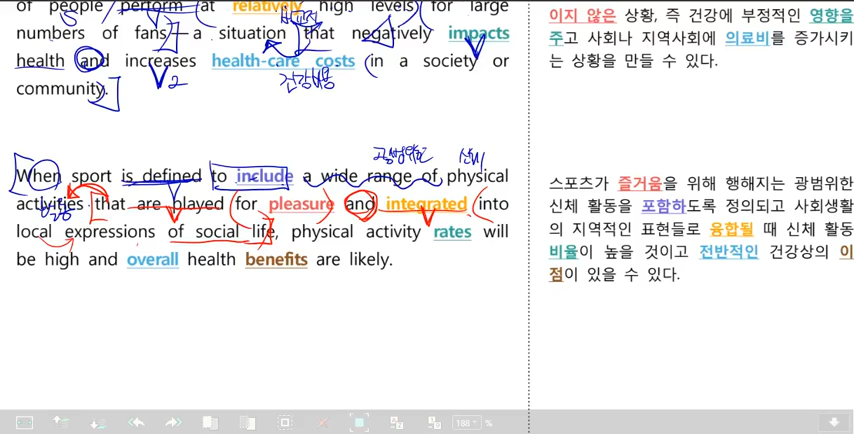 of people perform at relatively high levels) for large
numbers of fans – a situation that negatively impacts
health and increases health-care costs in a society or
community.
2
건강비용
이지 않은 상황, 즉 건강에 부정적인 영향을
주고 사회나 지역사회에 의료비를 증가시키
는 상황을 만들 수 있다.
When sport is defined to include a wide range of physical
activities that are played for pleasure and integrated into
local expressions of social life, physical activity rates will
be high and overall health benefits are likely.
스포츠가 즐거움을 위해 행해지는 광범위한
신체 활동을 포함하도록 정의되고 사회생활
의 지역적인 표현들로 융합될 때 신체 활동
비율이 높을 것이고 전반적인 건강상의 이
점이 있을 수 있다.
188 %